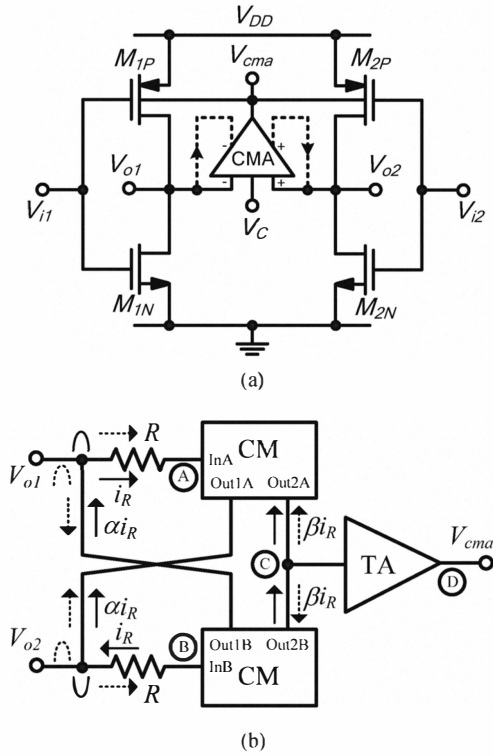 V_DD
M_1P V_cma M_2P
- +
CMA
V_o1 - + V_o2
V_i1 V_C V_i2
M_1N M_2N
(a)
R CM
V_o1 A InA
Out1A Out2A
i_R
αi_R βi_R
C TA V_cma
D
αi_R βi_R
i_R Out1B Out2B
V_o2 B InB
R CM
(b)